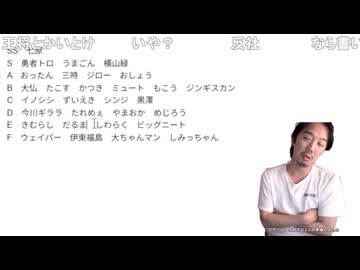 王将とかいとけ いや？ 反社 なら書い
SS 七原
S 勇者トロ うまごん 横山緑
A おったん 三時 ジロー おしょう
B 大仏 たこす かつき ミュート もこう ジンギスカン
C イノシシ ずいえき シンジ 黒澤
D 今川ギララ たれめぇ やまおか めじろう
E きむらし だるま しわらく ビッグニート
F ウェイパー 伊東福島 大ちゃんマン しみっちゃん